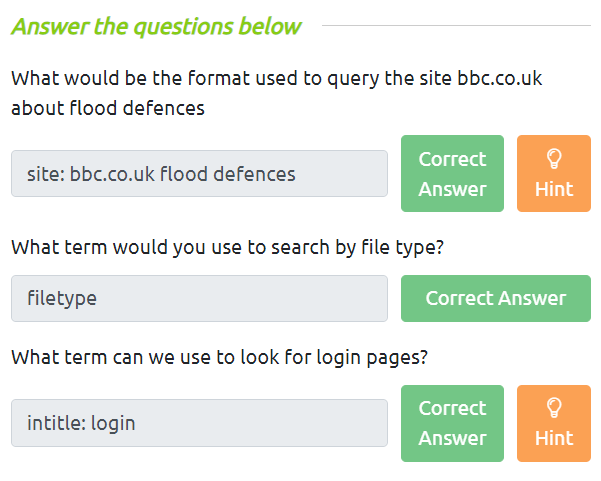 Answer the questions below
What would be the format used to query the site bbc.co.uk
about flood defences
site: bbc.co.uk flood defences
Correct
Answer
Hint
What term would you use to search by file type?
filetype
Correct Answer
What term can we use to look for login pages?
intitle: login
Correct
Answer
Hint